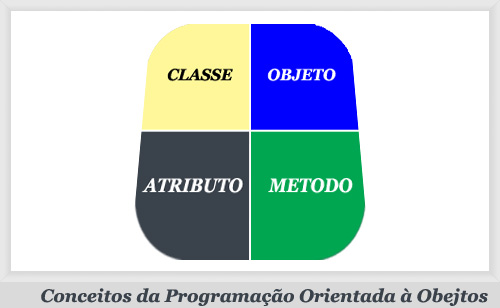 CLASSE OBJETO
ATRIBUTO METODO
Conceitos da Programação Orientada à Obejtos